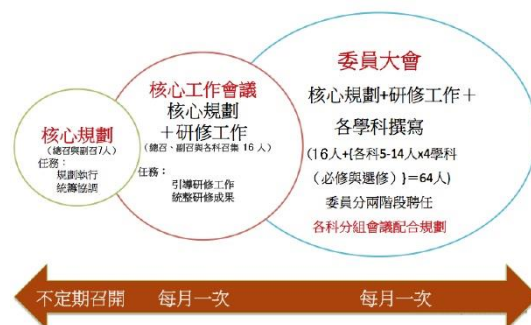 核心規劃
(總召與副召7人)
任務：
規劃執行
統籌協調
核心工作會議
核心規劃
＋研修工作
(總召、副召與各科召集 16 人)
任務：
引導研修工作
統整研修成果
委員大會
核心規劃+研修工作＋
各學科撰寫
(16人+{各科5-14人x4學科
（必修與選修）}＝64人)
委員分兩階段聘任
各科分組會議配合規劃
不定期召開
每月一次
每月一次